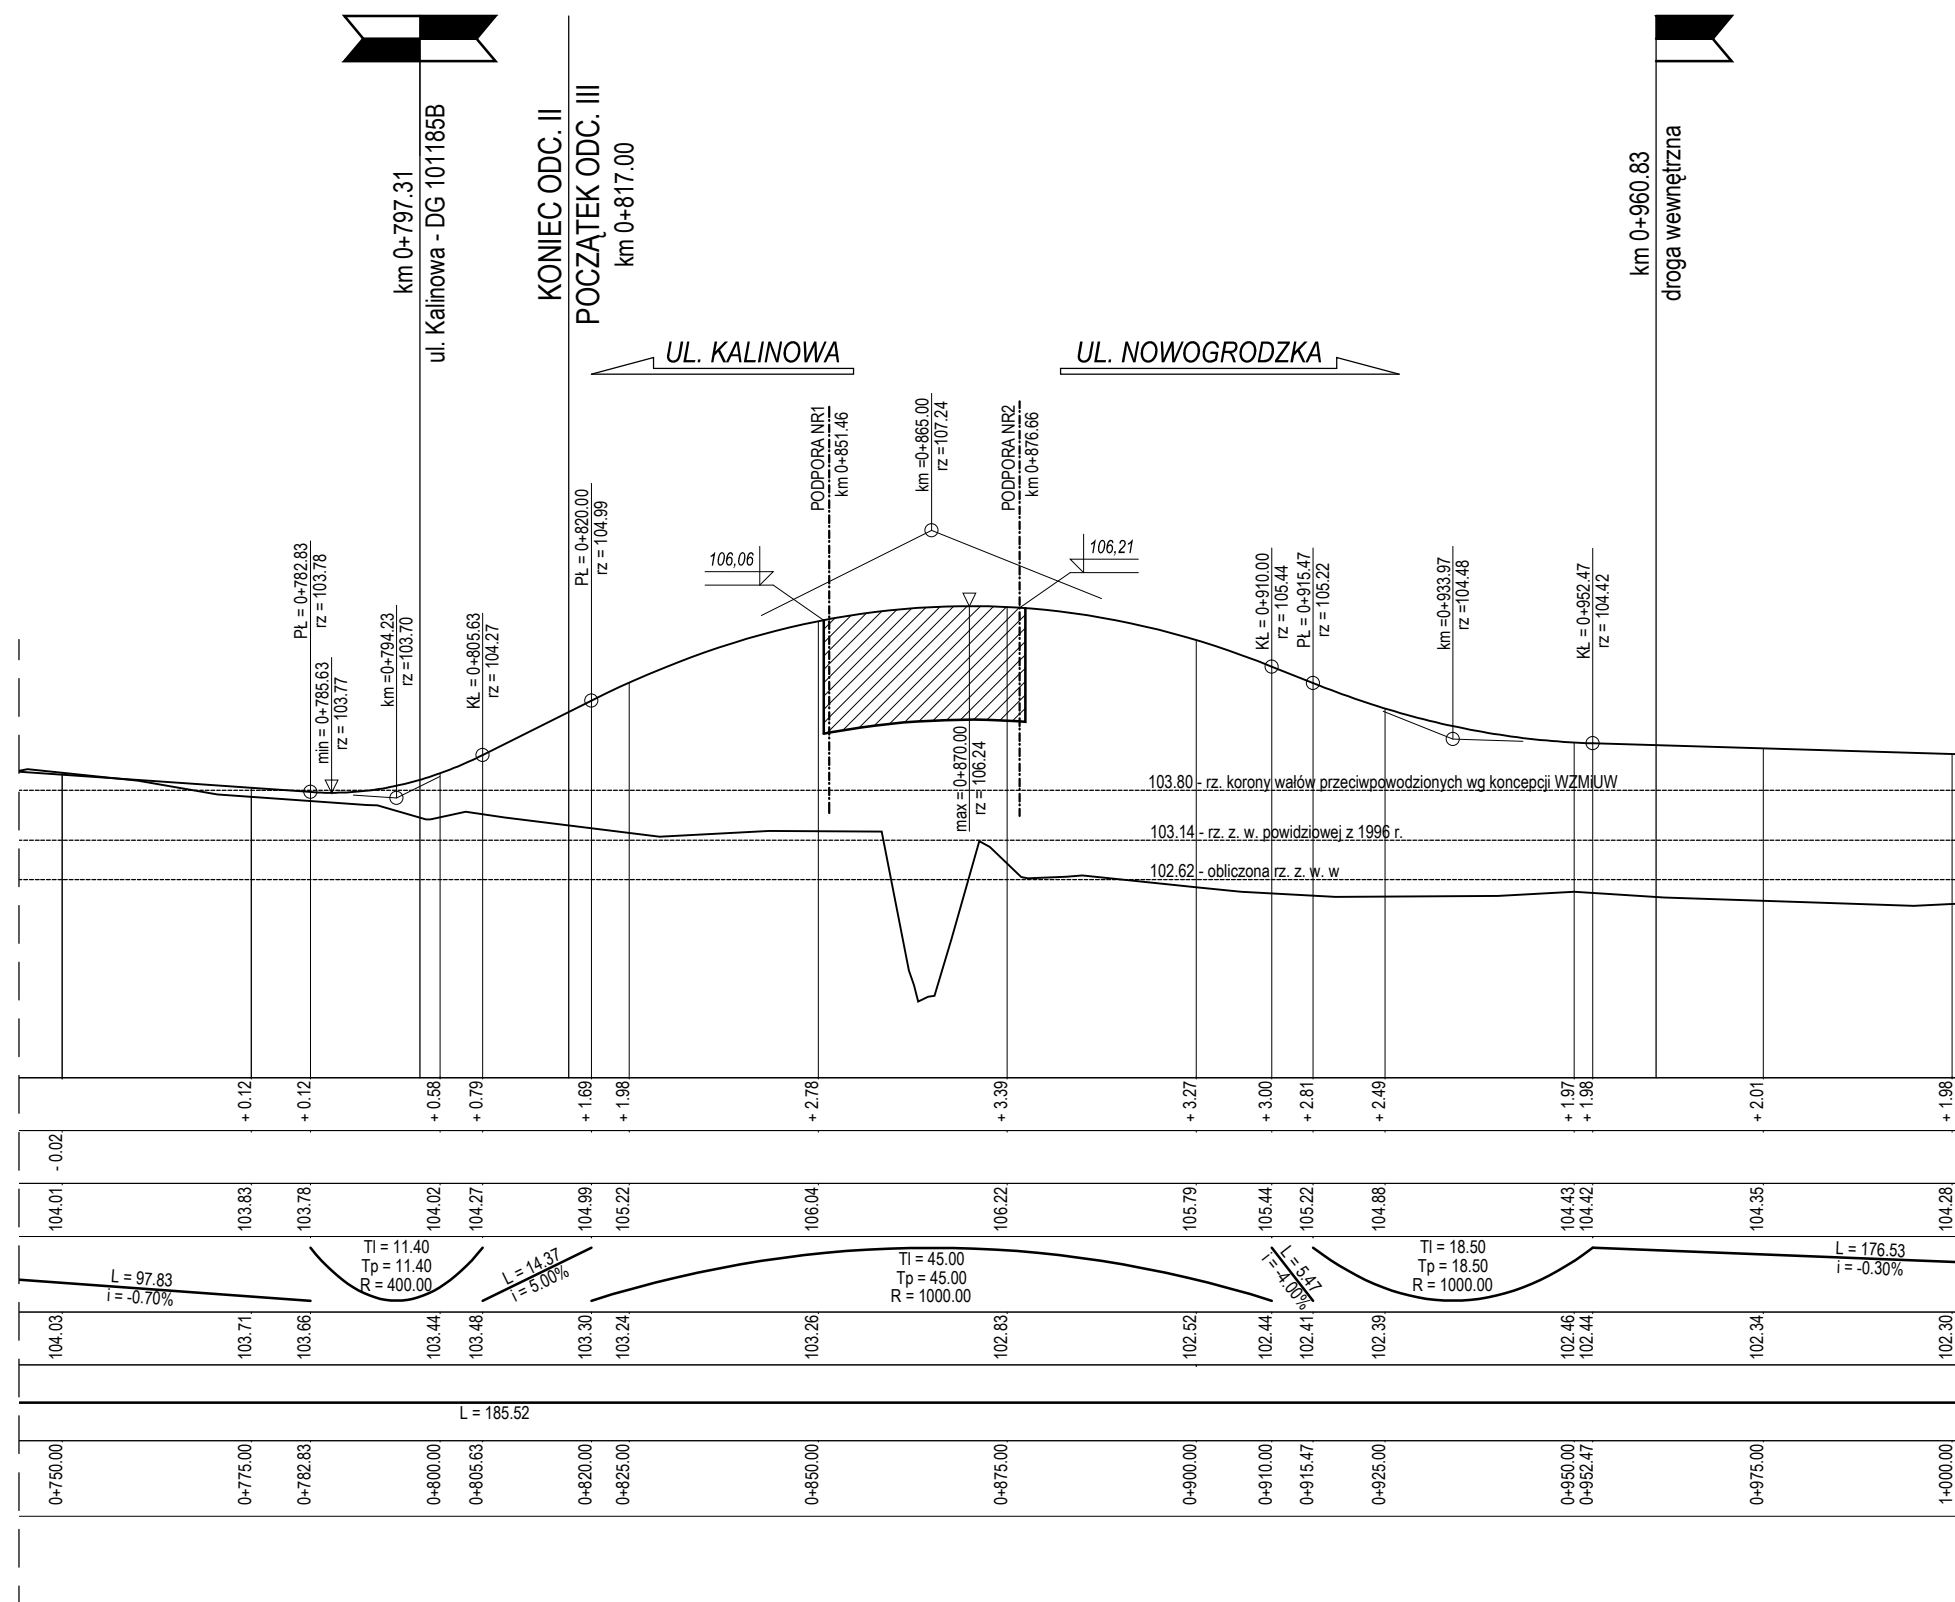 km 0+797.31
ul. Kalinowa - DG 101185B
KONIEC ODC. II
POCZĄTEK ODC. III
km 0+817.00
km 0+960.83
droga wewnętrzna
UL. KALINOWA
UL. NOWOGRODZKA
PŁ = 0+782.83
rz = 103.78
min = 0+785.63
rz = 103.77
km =0+794.23
rz =103.70
KŁ = 0+805.63
rz = 104.27
PŁ = 0+820.00
rz = 104.99
106,06
PODPORA NR1
km 0+851.46
km =0+865.00
rz =107.24
max = 0+870.00
rz = 106.24
PODPORA NR2
km 0+876.66
106,21
KŁ = 0+910.00
rz = 105.44
PŁ = 0+915.47
rz = 105.22
km =0+933.97
rz =104.48
KŁ = 0+952.47
rz = 104.42
103.80 - rz. korony wałów przeciwpowodzionych wg koncepcji WZMiUW
103.14 - rz. z. w. powidziowej z 1996 r.
102.62 - obliczona rz. z. w. w
+ 0.12
+ 0.12
+ 0.58
+ 0.79
+ 1.69
+ 1.98
+ 2.78
+ 3.39
+ 3.27
+ 3.00
+ 2.81
+ 2.49
+ 1.97
+ 1.98
+ 2.01
+ 1.98
- 0.02
104.01
103.83
103.78
104.02
104.27
104.99
105.22
106.04
106.22
105.79
105.44
105.22
104.88
104.43
104.42
104.35
104.28
L = 97.83
i = -0.70%
Tl = 11.40
Tp = 11.40
R = 400.00
L = 14.37
i = 5.00%
Tl = 45.00
Tp = 45.00
R = 1000.00
L = 5.47
i = -4.00%
Tl = 18.50
Tp = 18.50
R = 1000.00
L = 176.53
i = -0.30%
104.03
103.71
103.66
103.44
103.48
103.30
103.24
103.26
102.83
102.52
102.44
102.41
102.39
102.46
102.44
102.34
102.30
L = 185.52
0+750.00
0+775.00
0+782.83
0+800.00
0+805.63
0+820.00
0+825.00
0+850.00
0+875.00
0+900.00
0+910.00
0+915.47
0+925.00
0+950.00
0+952.47
0+975.00
1+000.00